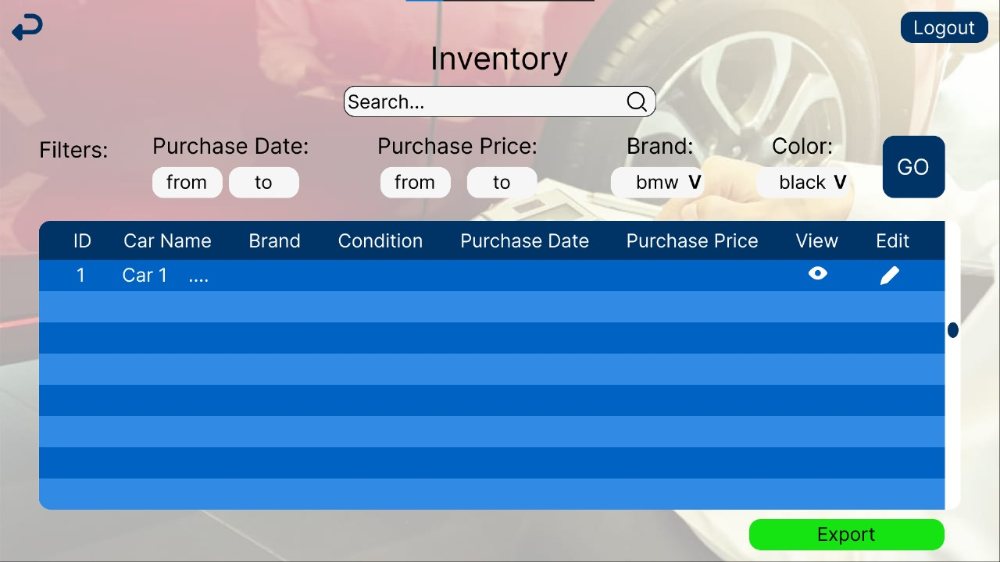 Logout
Inventory
Search...
Filters: Purchase Date: Purchase Price: Brand: Color: GO
from to from to bmw V black V
ID Car Name Brand Condition Purchase Date Purchase Price View Edit
1 Car 1 ....
Export